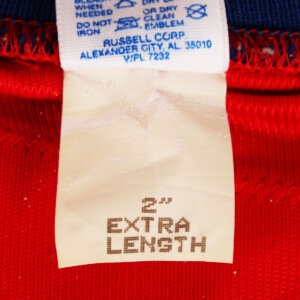 BLEACH
WHEN
NEEDED
OR DRY
DO NOT
IRON
CLEAN
EMBLEM
RUSSELL CORP
ALEXANDER CITY, AL. 35010
WPL 7232
2"
EXTRA
LENGTH